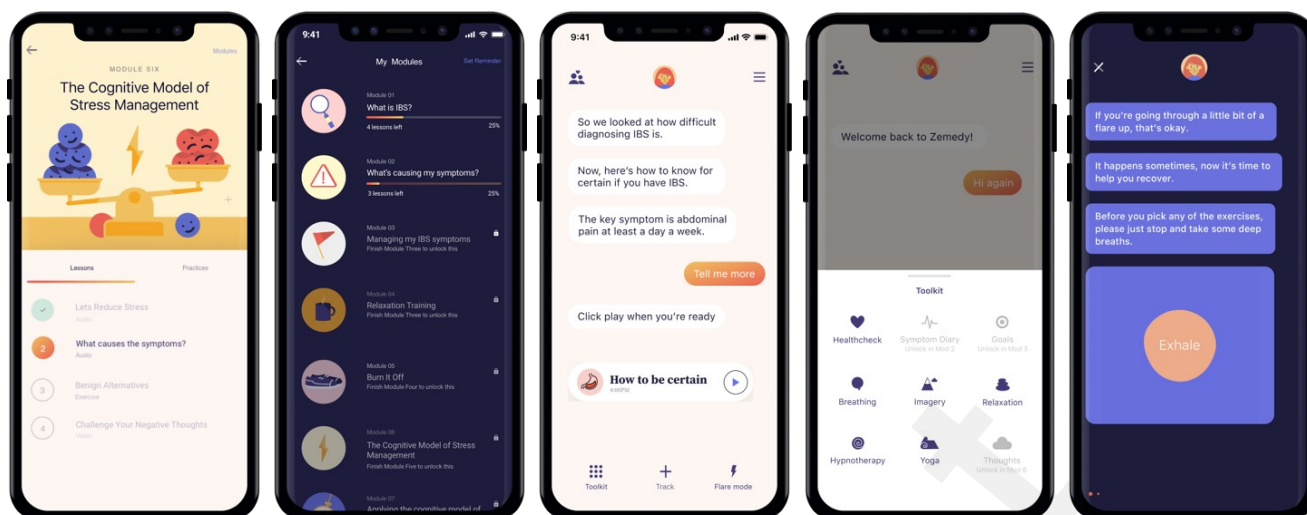 Modules
MODULE SIX
The Cognitive Model of
Stress Management
Lessons
Practices
Lets Reduce Stress
Audio
2
What causes the symptoms?
Audio
3
Benign Alternatives
Exercise
4
Challenge Your Negative Thoughts
Video
9:41
My Modules
Set Reminder
Module 01
What is IBS?
4 lessons left
25%
Module 02
What's causing my symptoms?
3 lessons left
25%
Module 03
Managing my IBS symptoms
Finish Module Three to unlock this
Module 04
Relaxation Training
Finish Module Three to unlock this
Module 05
Burn It Off
Finish Module Four to unlock this
Module 06
The Cognitive Model of Stress
Management
Finish Module Five to unlock this
Module 07
Applying the cognitive model of
9:41
So we looked at how difficult
diagnosing IBS is.
Now, here's how to know for
certain if you have IBS.
The key symptom is abdominal
pain at least a day a week.
Tell me more
Click play when you're ready
How to be certain
4:00PM
Toolkit
Track
Flare mode
Welcome back to Zemedy!
Hi again
Toolkit
Healthcheck
Symptom Diary
Unlock in Mod 2
Goals
Unlock in Mod 3
Breathing
Imagery
Relaxation
Hypnotherapy
Yoga
Thoughts
Unlock in Mod 6
If you're going through a little bit of a
flare up, that's okay.
It happens sometimes, now it's time to
help you recover.
Before you pick any of the exercises,
please just stop and take some deep
breaths.
Exhale